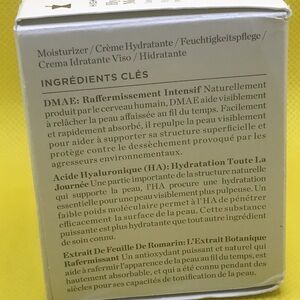 Moisturizer / Crème Hydratante / Feuchtigkeitspflege /
Crema Idratante Viso / Hidratante
INGRÉDIENTS CLÉS
DMAE: Raffermissement Intensif Naturellement
produit par le cerveau humain, DMAE aide visiblement
à relâcher la peau affaissée au fil du temps. Facilement
et rapidement absorbé, il repulpe la peau visiblement
pour aider à supporter sa structure superficielle et
protège contre le dessèchement provoqué par les
agresseurs environnementaux.
Acide Hyaluronique (HA): Hydratation Toute La
Journée Une partie importante de la structure naturelle
qui supporte la peau, l'HA procure une hydratation
essentielle pour une peau visiblement plus pulpeuse. Un
faible poids moléculaire permet à l'HA de pénétrer
efficacement la surface de la peau. Cette substance
contient est plus hydratante que tout autre ingrédient
de soin connu.
Extrait De Feuille De Romarin: L'Extrait Botanique
Rafermissant Un antioxydant puissant et naturel qui
aide à raffermir l'apparence de la peau au fil du temps, est
hautement absorbable, et qui a été connu pendant des
siècles pour ses capacités de traitement de la peau.